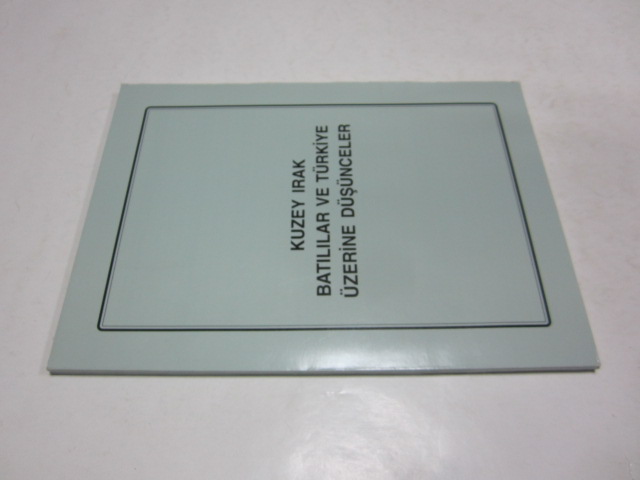 KUZEY IRAK
BATILILAR VE TÜRKİYE
ÜZERİNE DÜŞÜNCELER